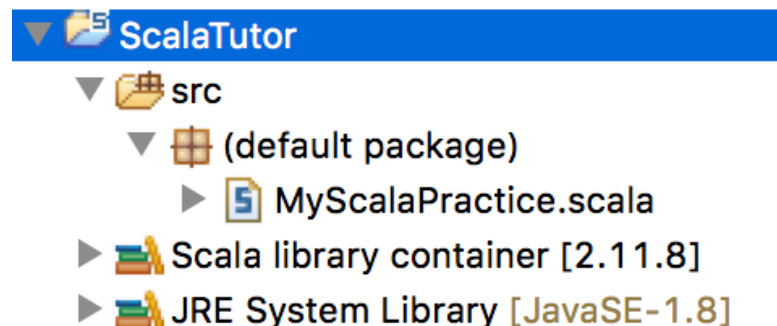 ScalaTutor
src
(default package)
MyScalaPractice.scala
Scala library container [2.11.8]
JRE System Library [JavaSE-1.8]